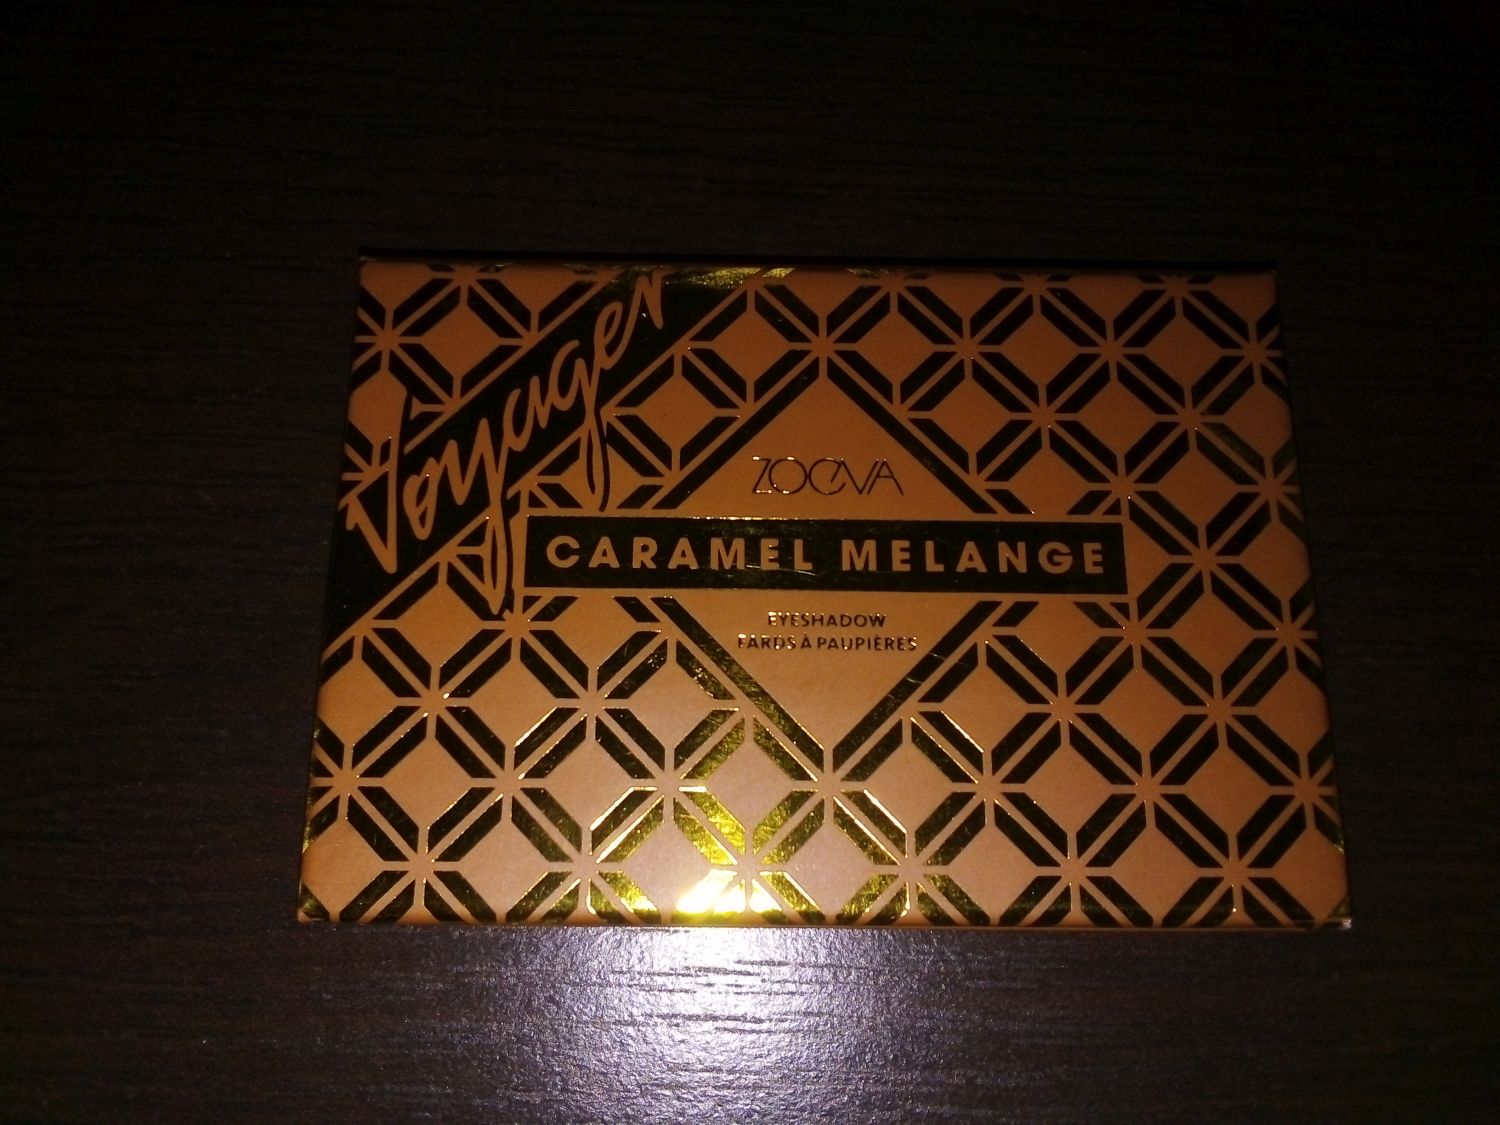 Voyager
ZOEVA
CARAMEL MELANGE
EYESHADOW
FARDS À PAUPIÈRES